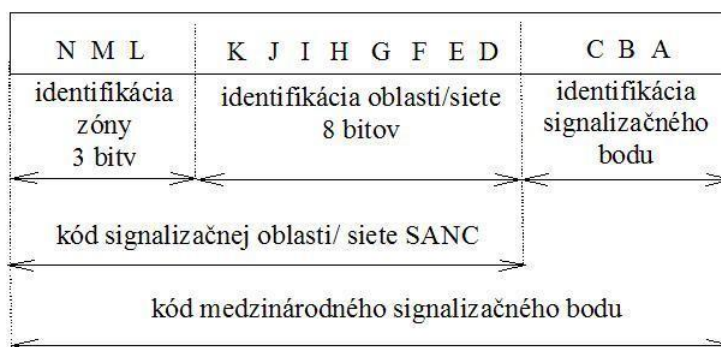 N M L K J I H G F E D C B A
identifikácia
zóny
3 bitv
identifikácia oblasti/siete
8 bitov
identifikácia
signalizačného
bodu
kód signalizačnej oblasti/ siete SANC
kód medzinárodného signalizačného bodu